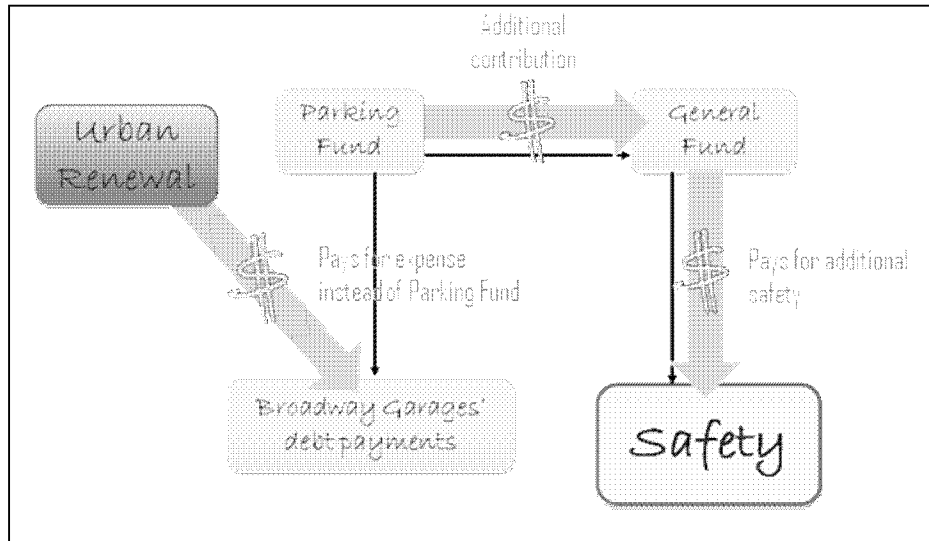 Additional
contribution
Urban
Renewal
Parking
Fund
$
General
Fund
$
Pays for expense
instead of Parking Fund
$
Pays for additional
safety
Broadway Garages'
debt payments
Safety